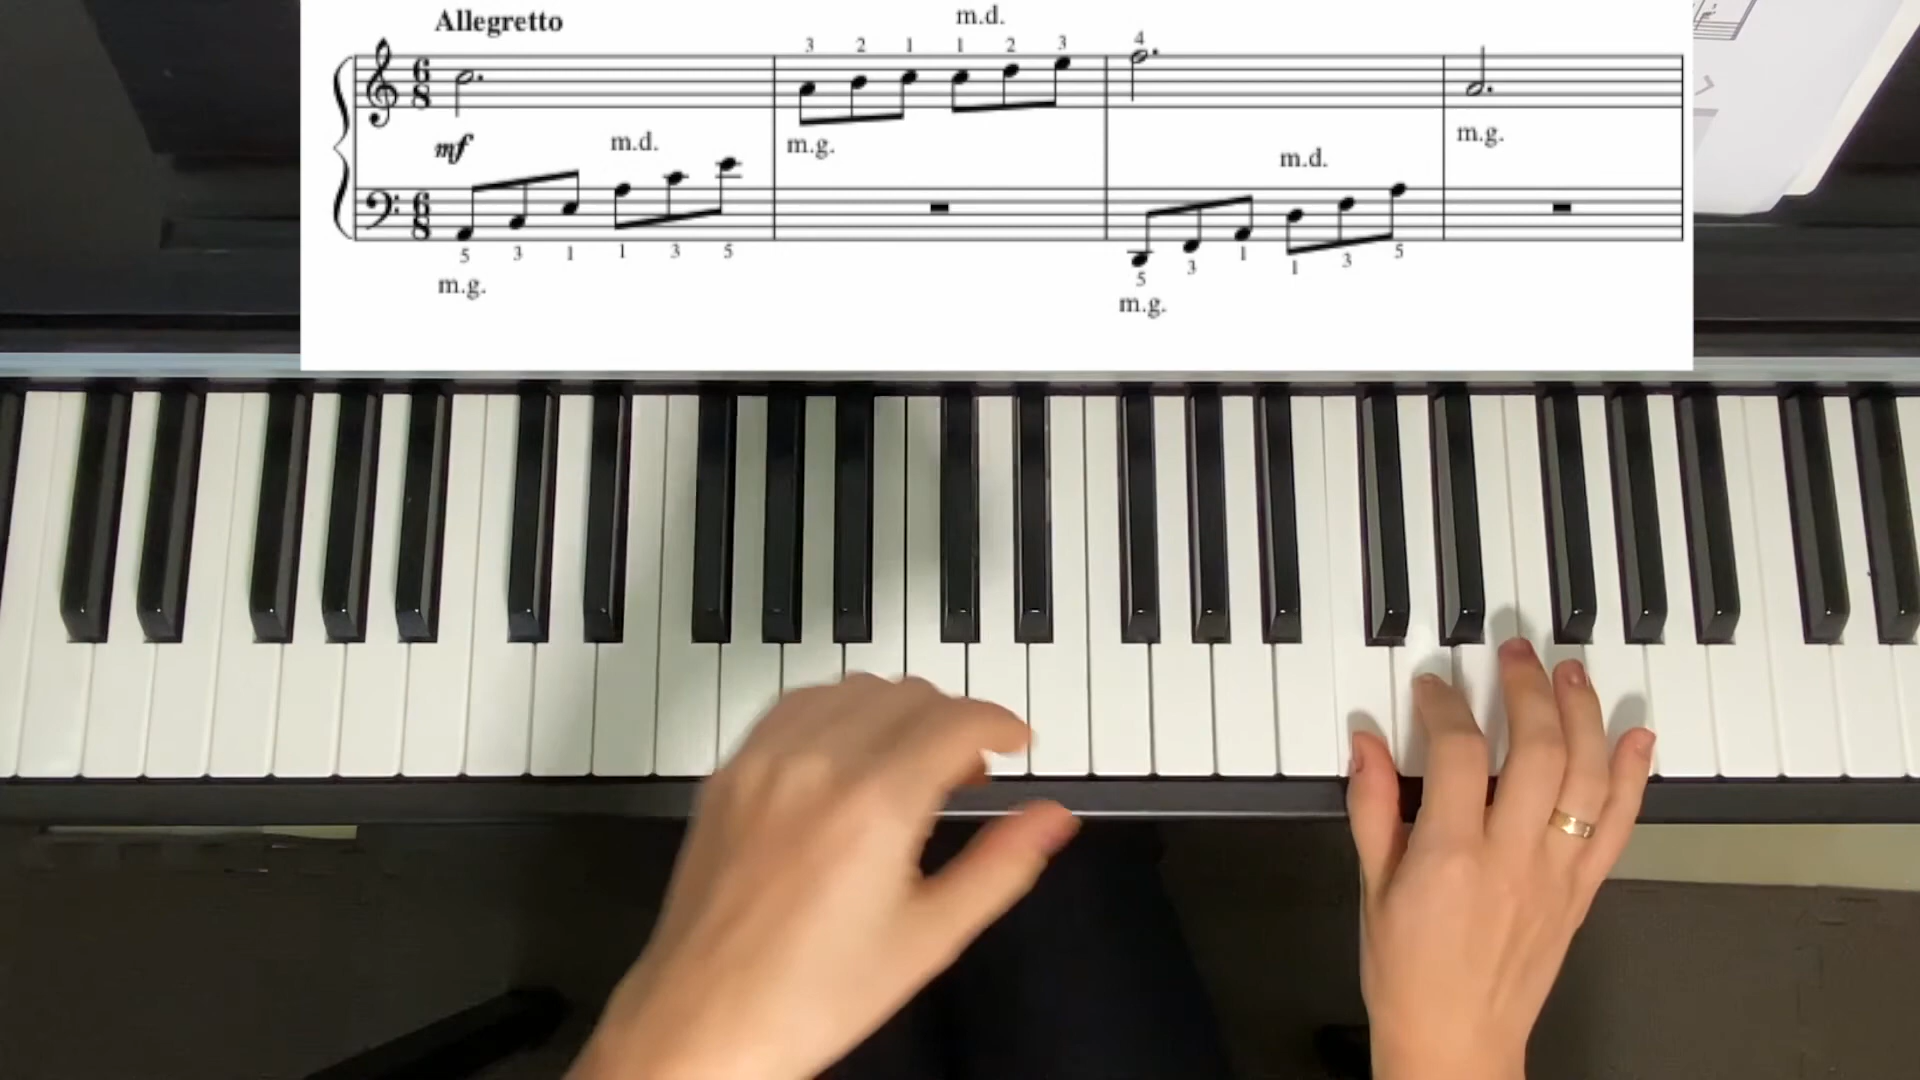 Allegretto
m.d.
3 2 1 1 2 3 4
6 8
mf m.d. m.g. m.d. m.g.
6 8
5 3 1 1 3 5 5 3 1 1 3 5
m.g. m.g.